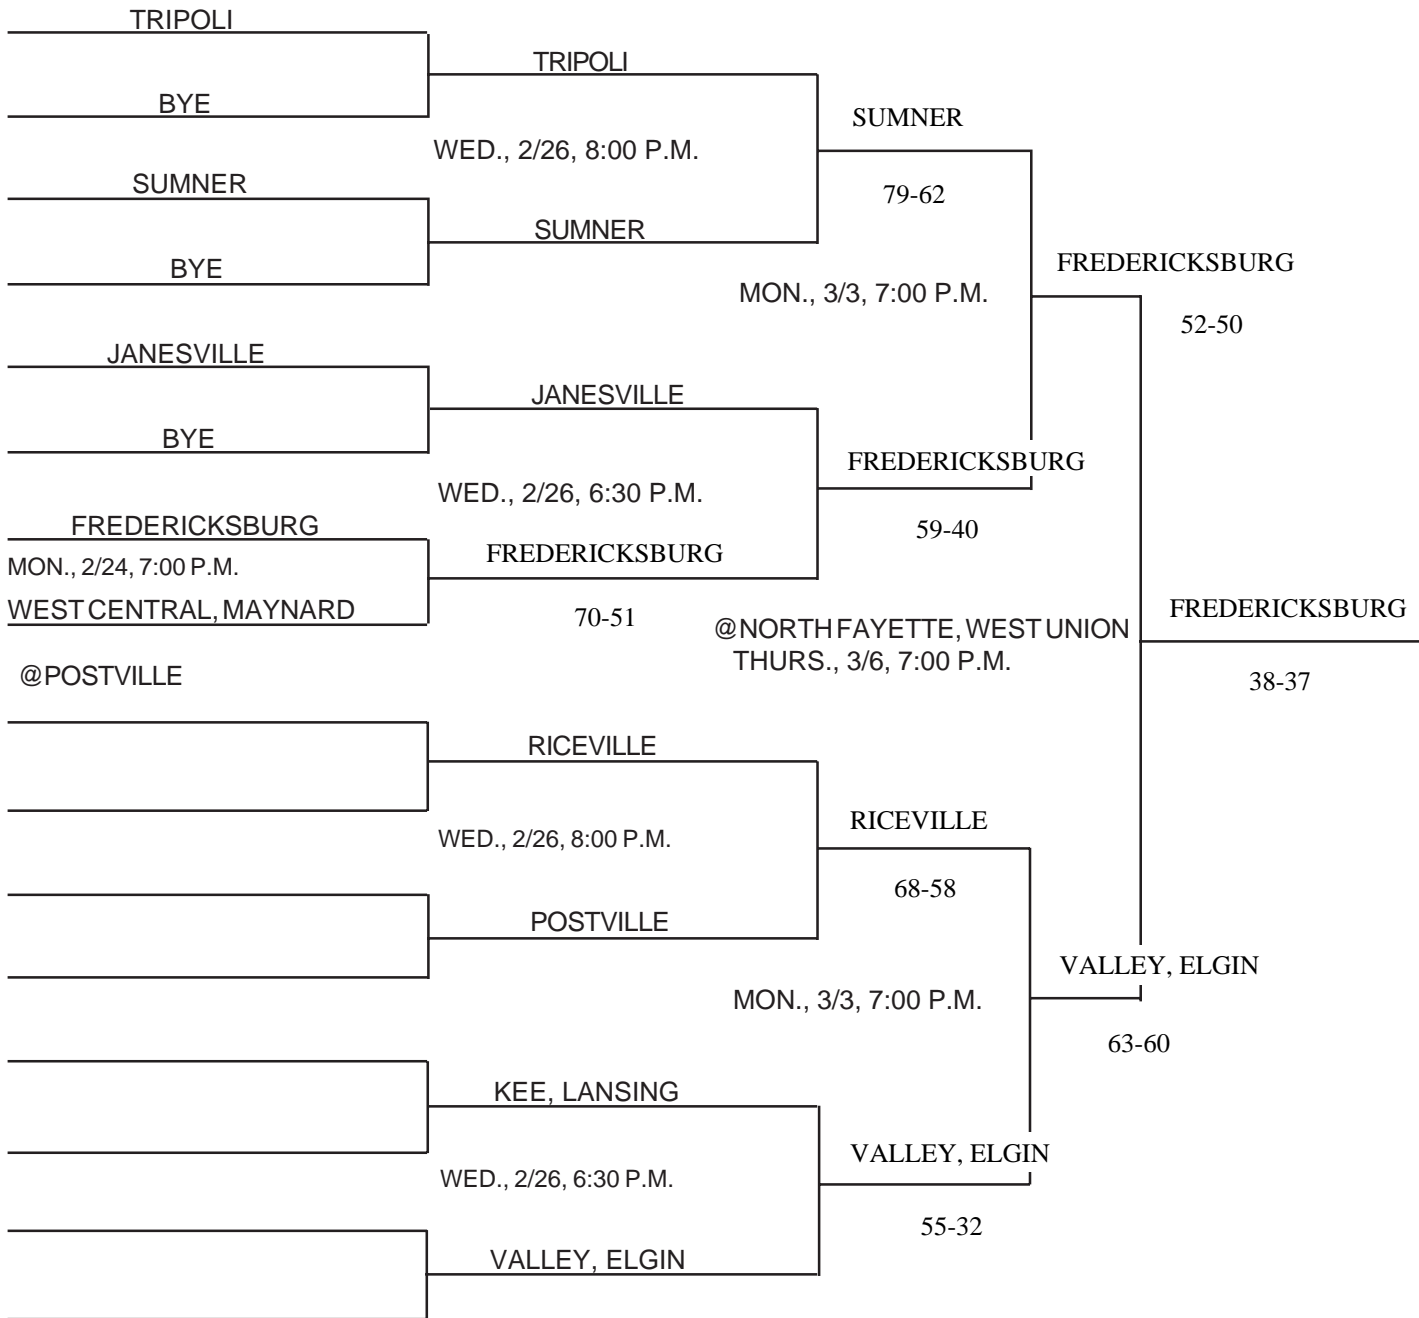 TRIPOLI
TRIPOLI
BYE
SUMNER
WED., 2/26, 8:00 P.M.
SUMNER
79-62
SUMNER
BYE
FREDERICKSBURG
MON., 3/3, 7:00 P.M.
52-50
JANESVILLE
JANESVILLE
BYE
FREDERICKSBURG
WED., 2/26, 6:30 P.M.
FREDERICKSBURG
59-40
FREDERICKSBURG
MON., 2/24, 7:00 P.M.
WEST CENTRAL, MAYNARD
FREDERICKSBURG
70-51
@NORTH FAYETTE, WEST UNION
THURS., 3/6, 7:00 P.M.
@POSTVILLE
38-37
RICEVILLE
RICEVILLE
WED., 2/26, 8:00 P.M.
68-58
POSTVILLE
VALLEY, ELGIN
MON., 3/3, 7:00 P.M.
63-60
KEE, LANSING
VALLEY, ELGIN
WED., 2/26, 6:30 P.M.
55-32
VALLEY, ELGIN